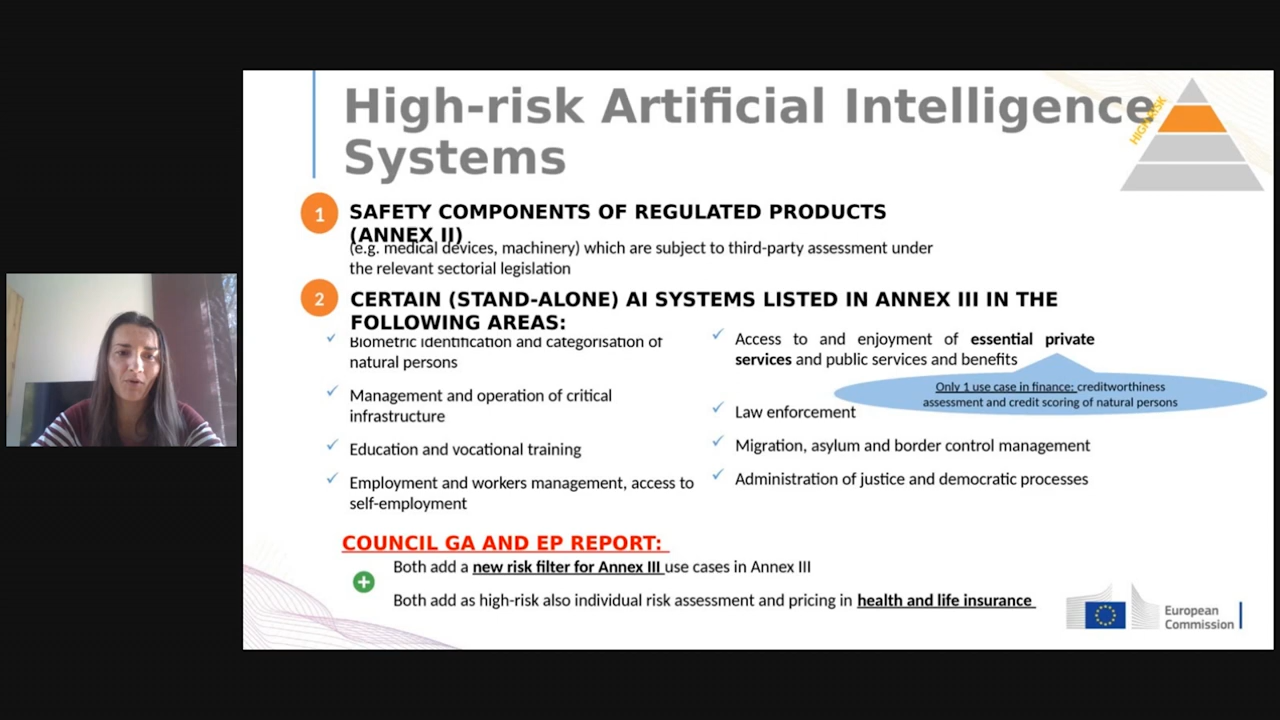 High-risk Artificial Intelligence
Systems
HIGH RISK
1
SAFETY COMPONENTS OF REGULATED PRODUCTS
(ANNEX II)
(e.g. medical devices, machinery) which are subject to third-party assessment under
the relevant sectorial legislation
2
CERTAIN (STAND-ALONE) AI SYSTEMS LISTED IN ANNEX III IN THE
FOLLOWING AREAS:
Biometric identification and categorisation of
natural persons
Management and operation of critical
infrastructure
Education and vocational training
Employment and workers management, access to
self-employment
Access to and enjoyment of essential private
services and public services and benefits
Only 1 use case in finance: creditworthiness
assessment and credit scoring of natural persons
Law enforcement
Migration, asylum and border control management
Administration of justice and democratic processes
COUNCIL GA AND EP REPORT:
Both add a new risk filter for Annex III use cases in Annex III
Both add as high-risk also individual risk assessment and pricing in health and life insurance
European
Commission